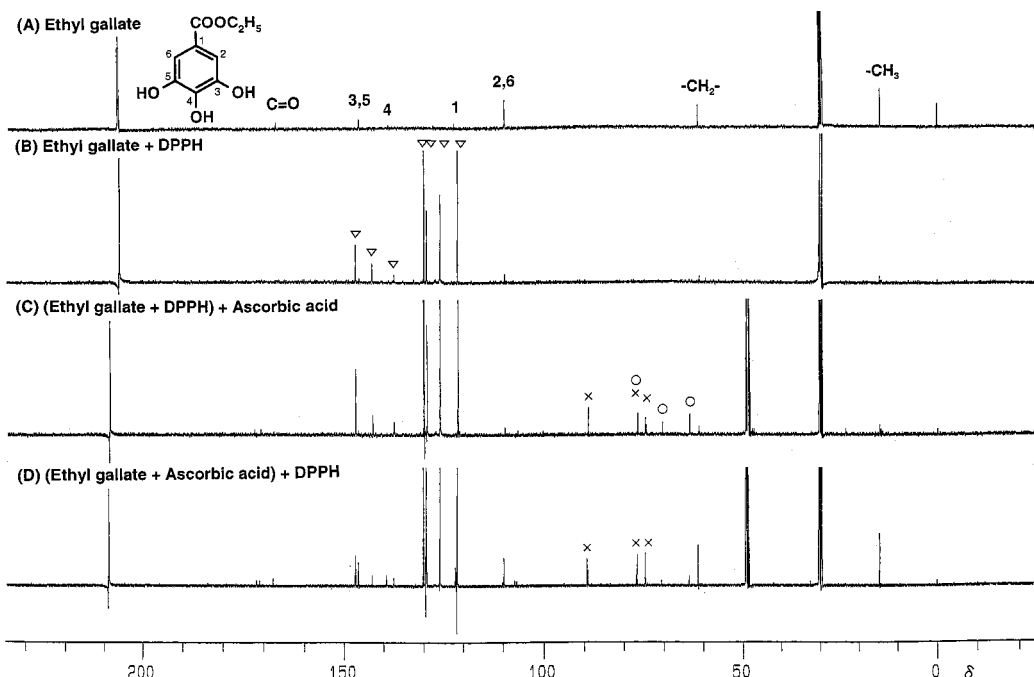 (A) Ethyl gallate
COOC₂H₅
1
6 2
5 3
4
HO OH
OH
C=O
3,5
4
1
2,6
-CH₂-
-CH₃
(B) Ethyl gallate + DPPH
▽ ▽ ▽ ▽
▽ ▽ ▽
(C) (Ethyl gallate + DPPH) + Ascorbic acid
○
× × × ○ ○
(D) (Ethyl gallate + Ascorbic acid) + DPPH
× × ×
200 150 100 50 0 δ